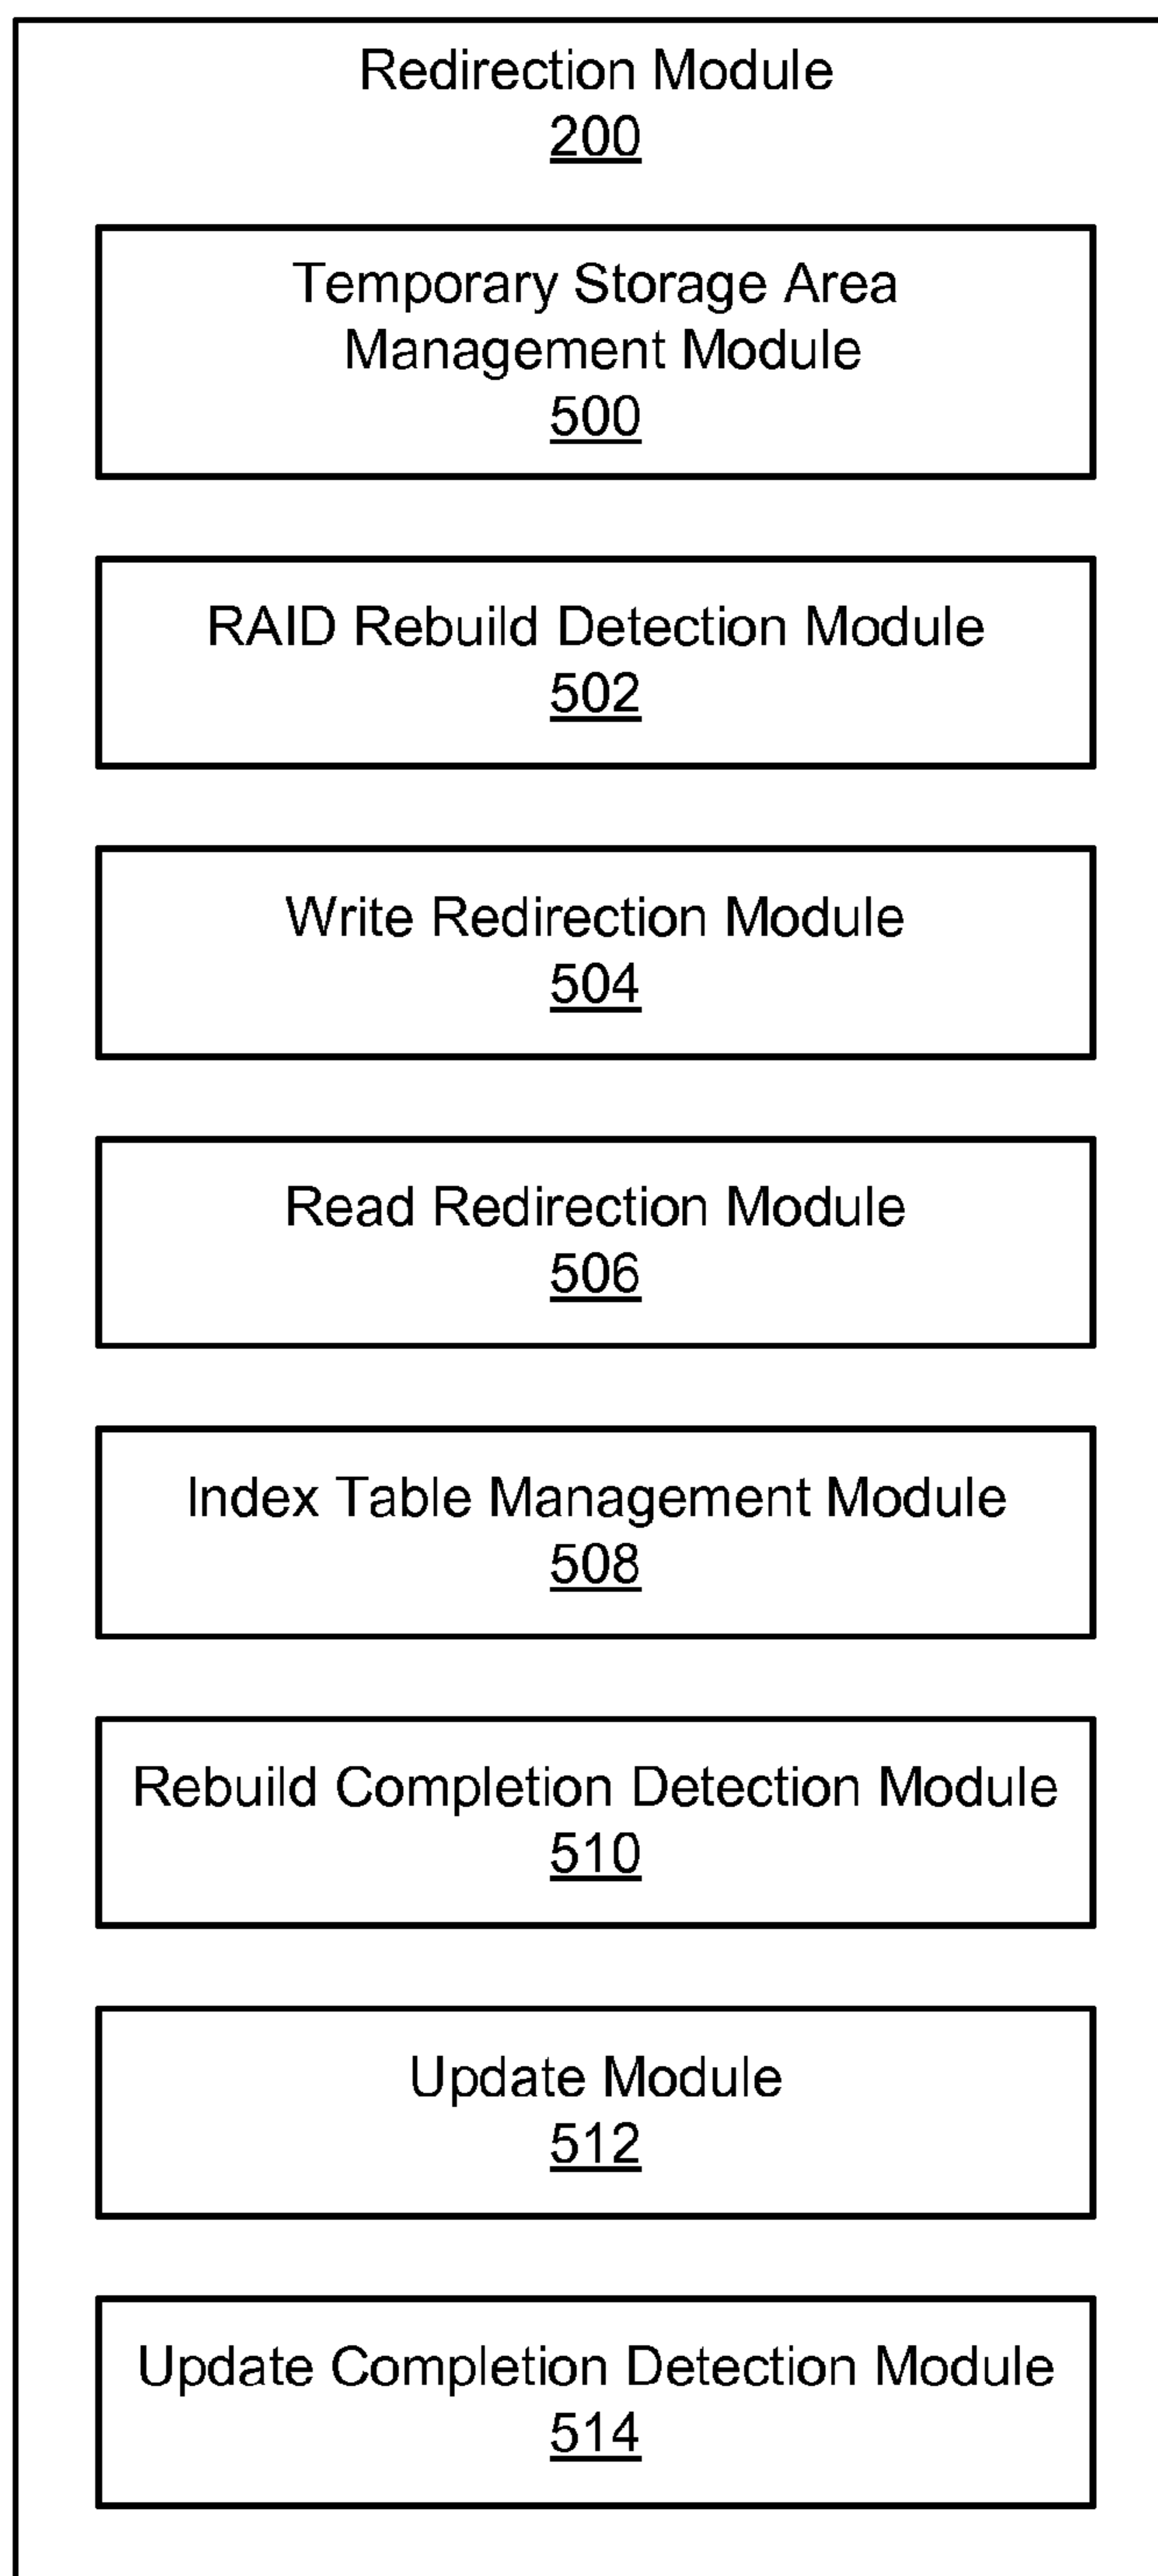 Redirection Module
200
Temporary Storage Area
Management Module
500
RAID Rebuild Detection Module
502
Write Redirection Module
504
Read Redirection Module
506
Index Table Management Module
508
Rebuild Completion Detection Module
510
Update Module
512
Update Completion Detection Module
514